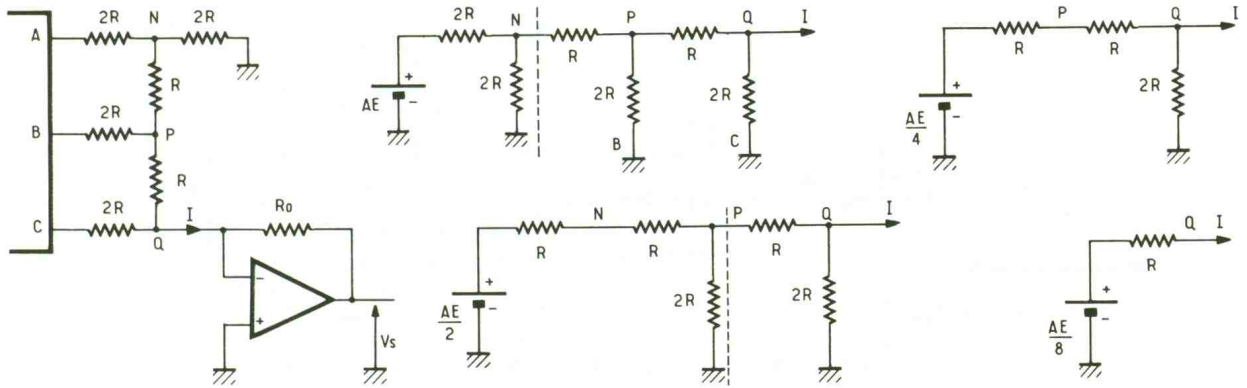 2R N 2R
A
R
2R
B P
R
2R I R₀
C
Q
-
+
Vs
2R N P Q I
R R
+
AE -
2R 2R 2R
B C
N P Q I
R R R
+
AE/2 -
2R 2R
P Q I
R R
+
AE/4 -
2R
Q I
R
+
AE/8 -